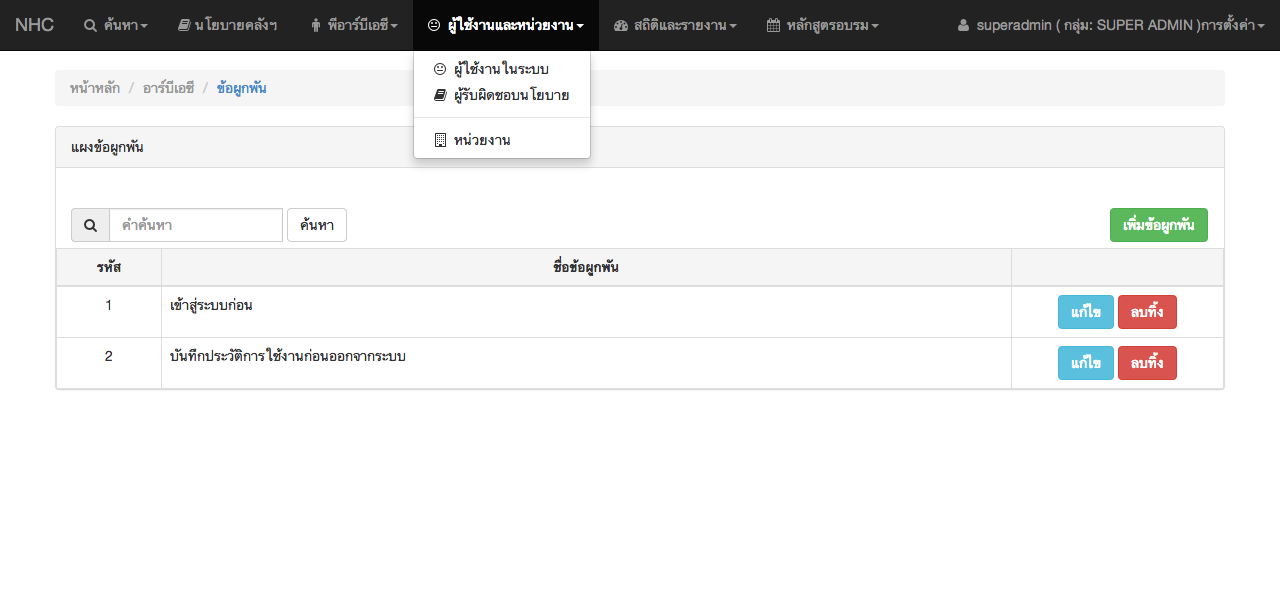 NHC ค้นหา นโยบายคลังฯ พีอาร์บีเอซี ผู้ใช้งานและหน่วยงาน สถิติและรายงาน หลักสูตรอบรม superadmin ( กลุ่ม: SUPER ADMIN )การตั้งค่า
ผู้ใช้งานในระบบ
ผู้รับผิดชอบนโยบาย
หน่วยงาน
หน้าหลัก / อาร์บีเอซี / ข้อผูกพัน
แผงข้อผูกพัน
คำค้นหา ค้นหา เพิ่มข้อผูกพัน
รหัส ชื่อข้อผูกพัน
1 เข้าสู่ระบบก่อน แก้ไข ลบทิ้ง
2 บันทึกประวัติการใช้งานก่อนออกจากระบบ แก้ไข ลบทิ้ง